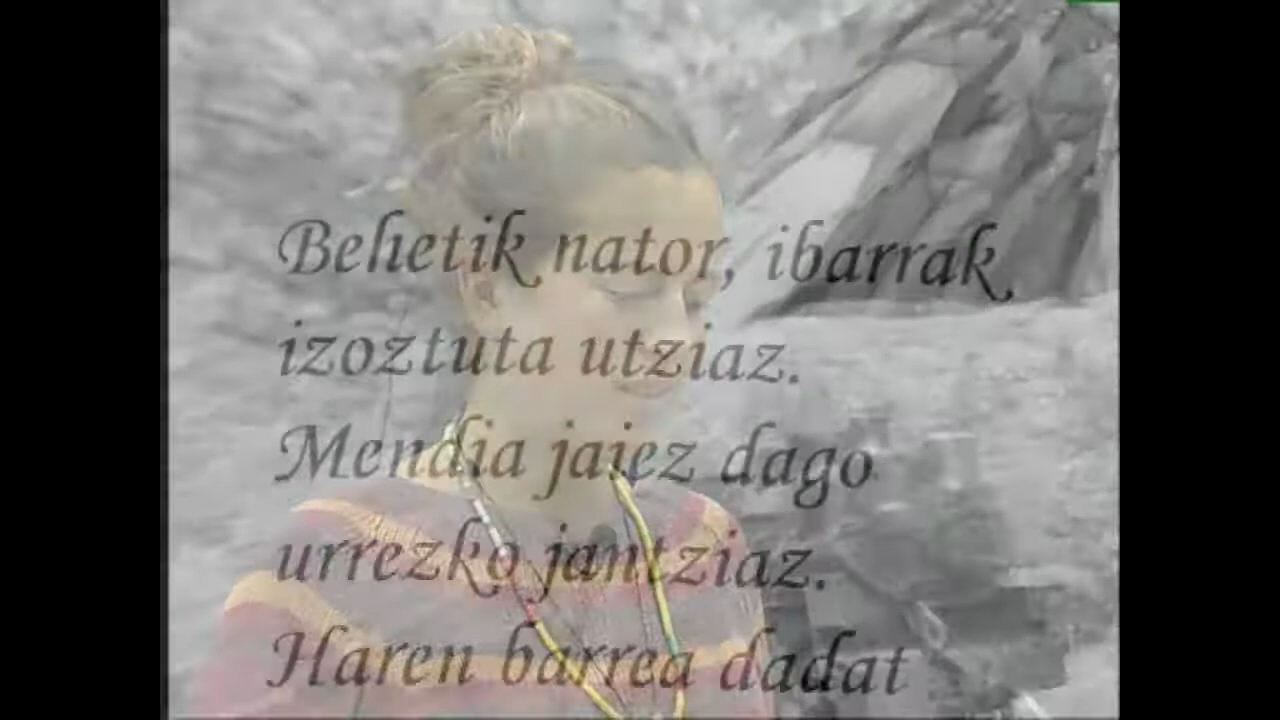 Behetik nator, ibarrak
izoztuta utziaz.
Mendia jaiez dago
urrezko jantziaz.
Haren barrea dadat